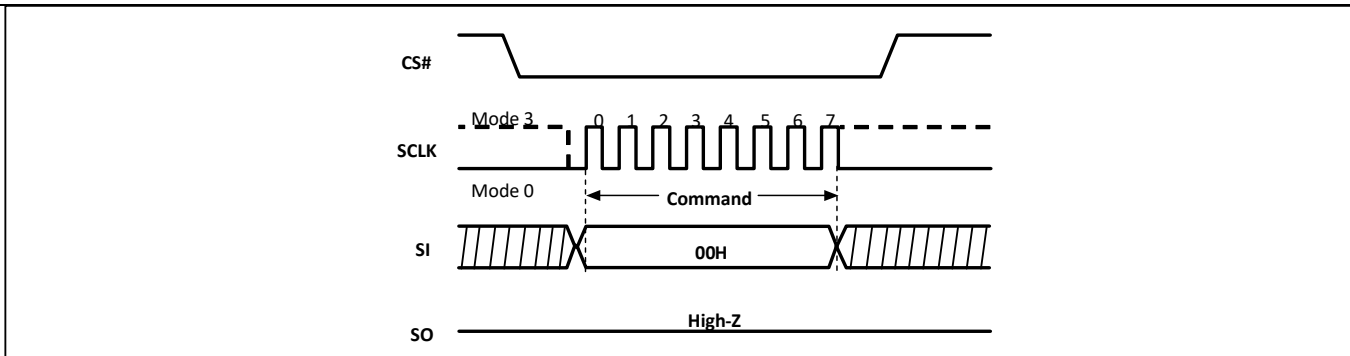 CS#
Mode 3
0 1 2 3 4 5 6 7
SCLK
Mode 0
Command
SI
00H
High-Z
SO